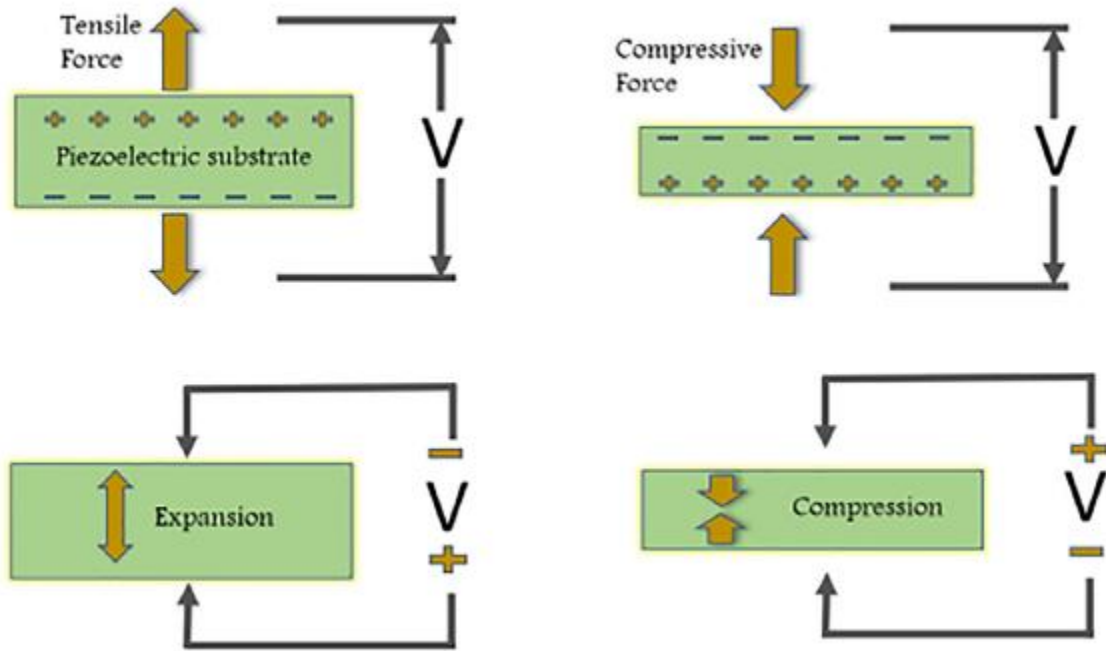 Tensile
Force
+ + + + + + +
Piezoelectric substrate
− − − − − − −
V
Compressive
Force
− − − − − − −
+ + + + + + +
V
Expansion
−
V
+
Compression
+
V
−